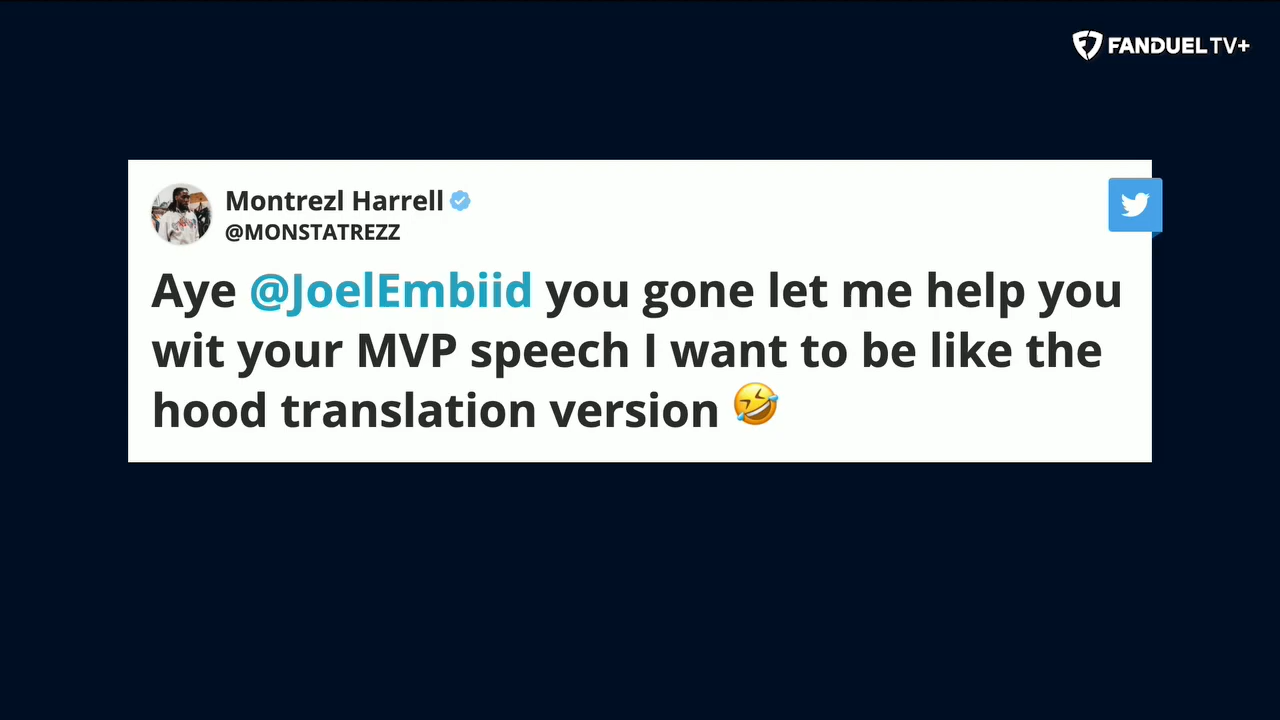 FANDUEL TV+
Montrezl Harrell
@MONSTATREZZ
Aye @JoelEmbiid you gone let me help you
wit your MVP speech I want to be like the
hood translation version 🤣